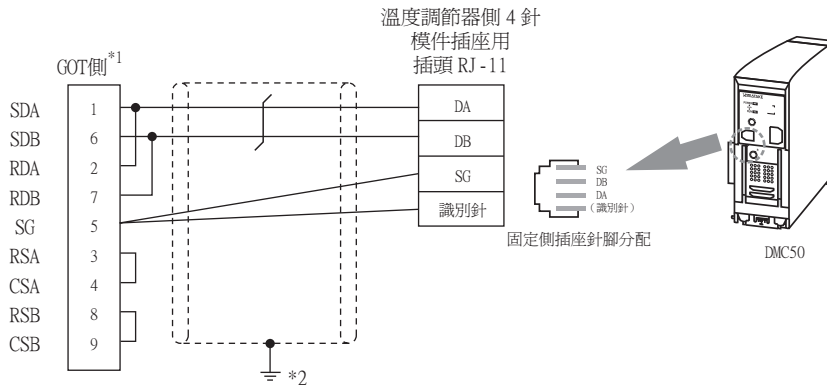 溫度調節器側 4 針
模件插座用
插頭 RJ-11
GOT側*1
SDA 1 DA
SDB 6 DB
RDA 2 SG
RDB 7 識別針
SG 5
RSA 3
CSA 4
RSB 8
CSB 9
*2
SG
DB
DA
(識別針)
固定側插座針腳分配
DMC50